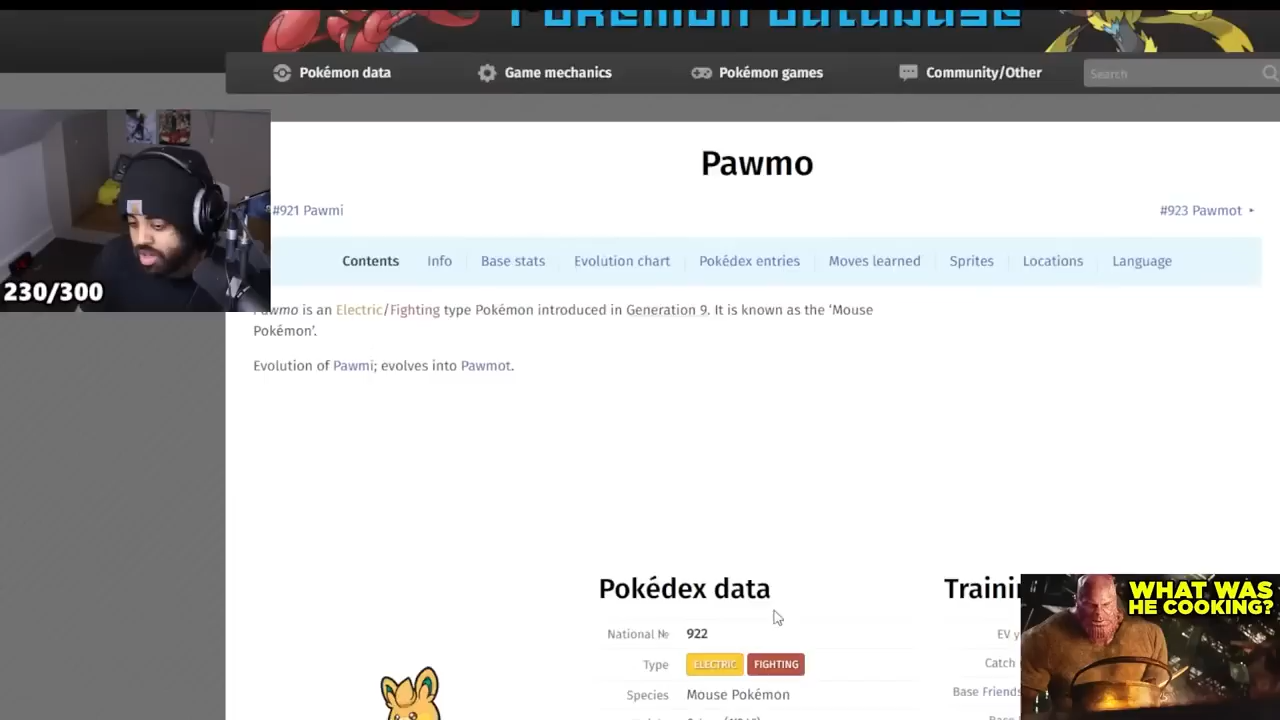 POKÉMON DATABASE
Pokémon data
Game mechanics
Pokémon games
Community/Other
Search
Pawmo
#921 Pawmi
#923 Pawmot ▸
Contents
Info
Base stats
Evolution chart
Pokédex entries
Moves learned
Sprites
Locations
Language
230/300
Pawmo is an Electric/Fighting type Pokémon introduced in Generation 9. It is known as the ‘Mouse
Pokémon’.
Evolution of Pawmi; evolves into Pawmot.
Pokédex data
National № 922
Type ELECTRIC FIGHTING
Species Mouse Pokémon
EV
Catch
Base
WHAT WAS
HE COOKING?